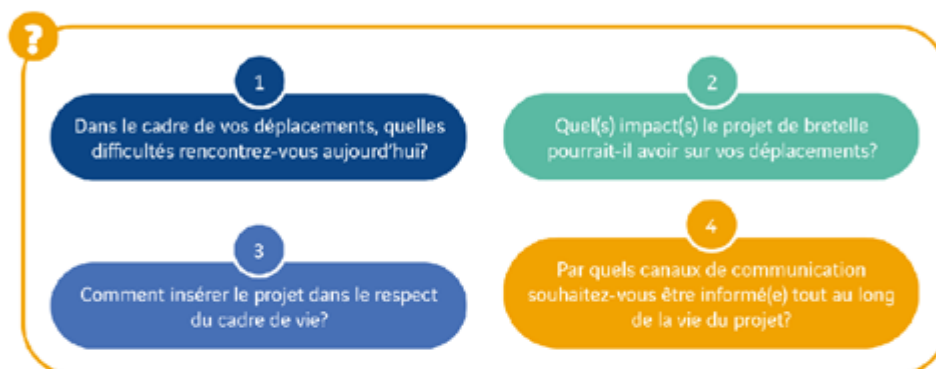 ?
1
Dans le cadre de vos déplacements, quelles
difficultés rencontrez-vous aujourd'hui?
2
Quel(s) impact(s) le projet de bretelle
pourrait-il avoir sur vos déplacements?
3
Comment insérer le projet dans le respect
du cadre de vie?
4
Par quels canaux de communication
souhaitez-vous être informé(e) tout au long
de la vie du projet?